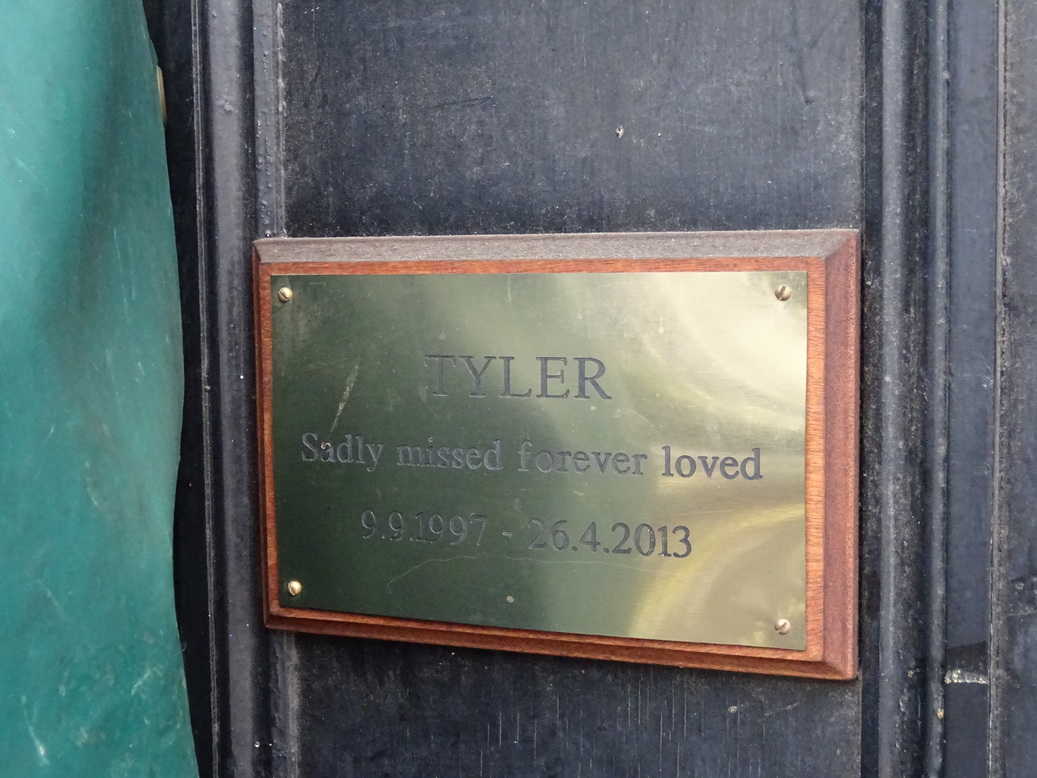 TYLER
Sadly missed forever loved
9.9.1997 - 26.4.2013